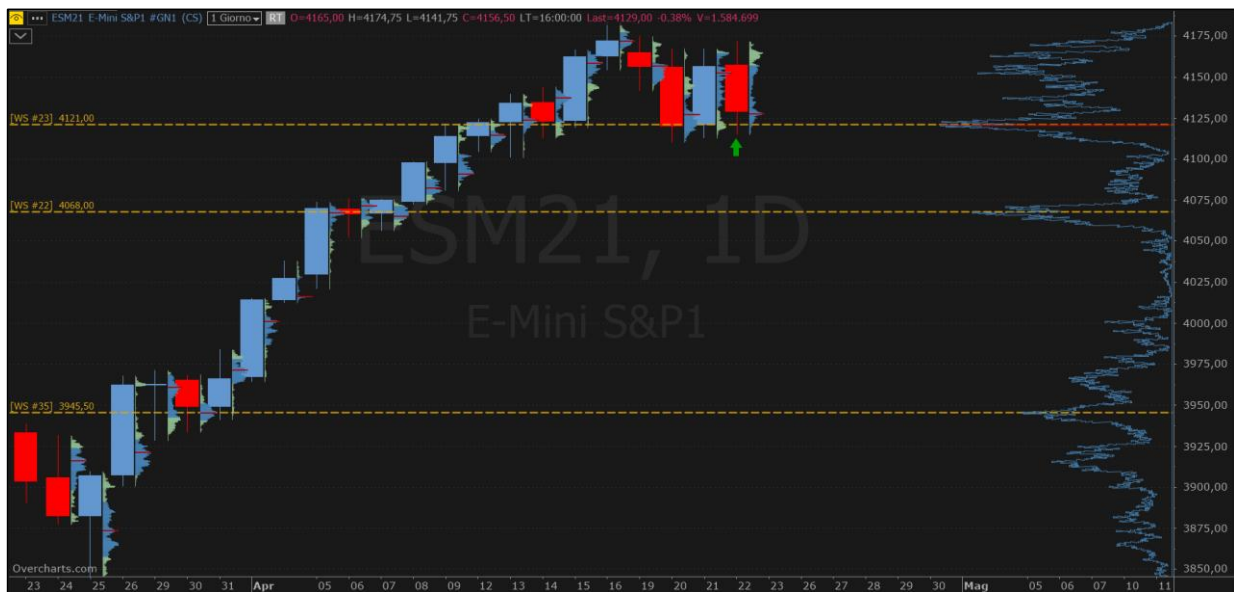 ESM21 E-Mini S&P1 #GN1 (CS) 1 Giorno RT O=4165,00 H=4174,75 L=4141,75 C=4156,50 LT=16:00:00 Last=4129,00 -0.38% V=1.584.699
4175,00
4150,00
[WS #23] 4121,00
4125,00
4100,00
4075,00
[WS #22] 4068,00
ESM21, 1D
4050,00
4025,00
E-Mini S&P1
4000,00
3975,00
3950,00
[WS #35] 3945,50
3925,00
3900,00
3875,00
3850,00
Overcharts.com
23 24 25 26 29 30 31 Apr 05 06 07 08 09 12 13 14 15 16 19 20 21 22 23 26 27 28 29 30 Mag 05 06 07 10 11